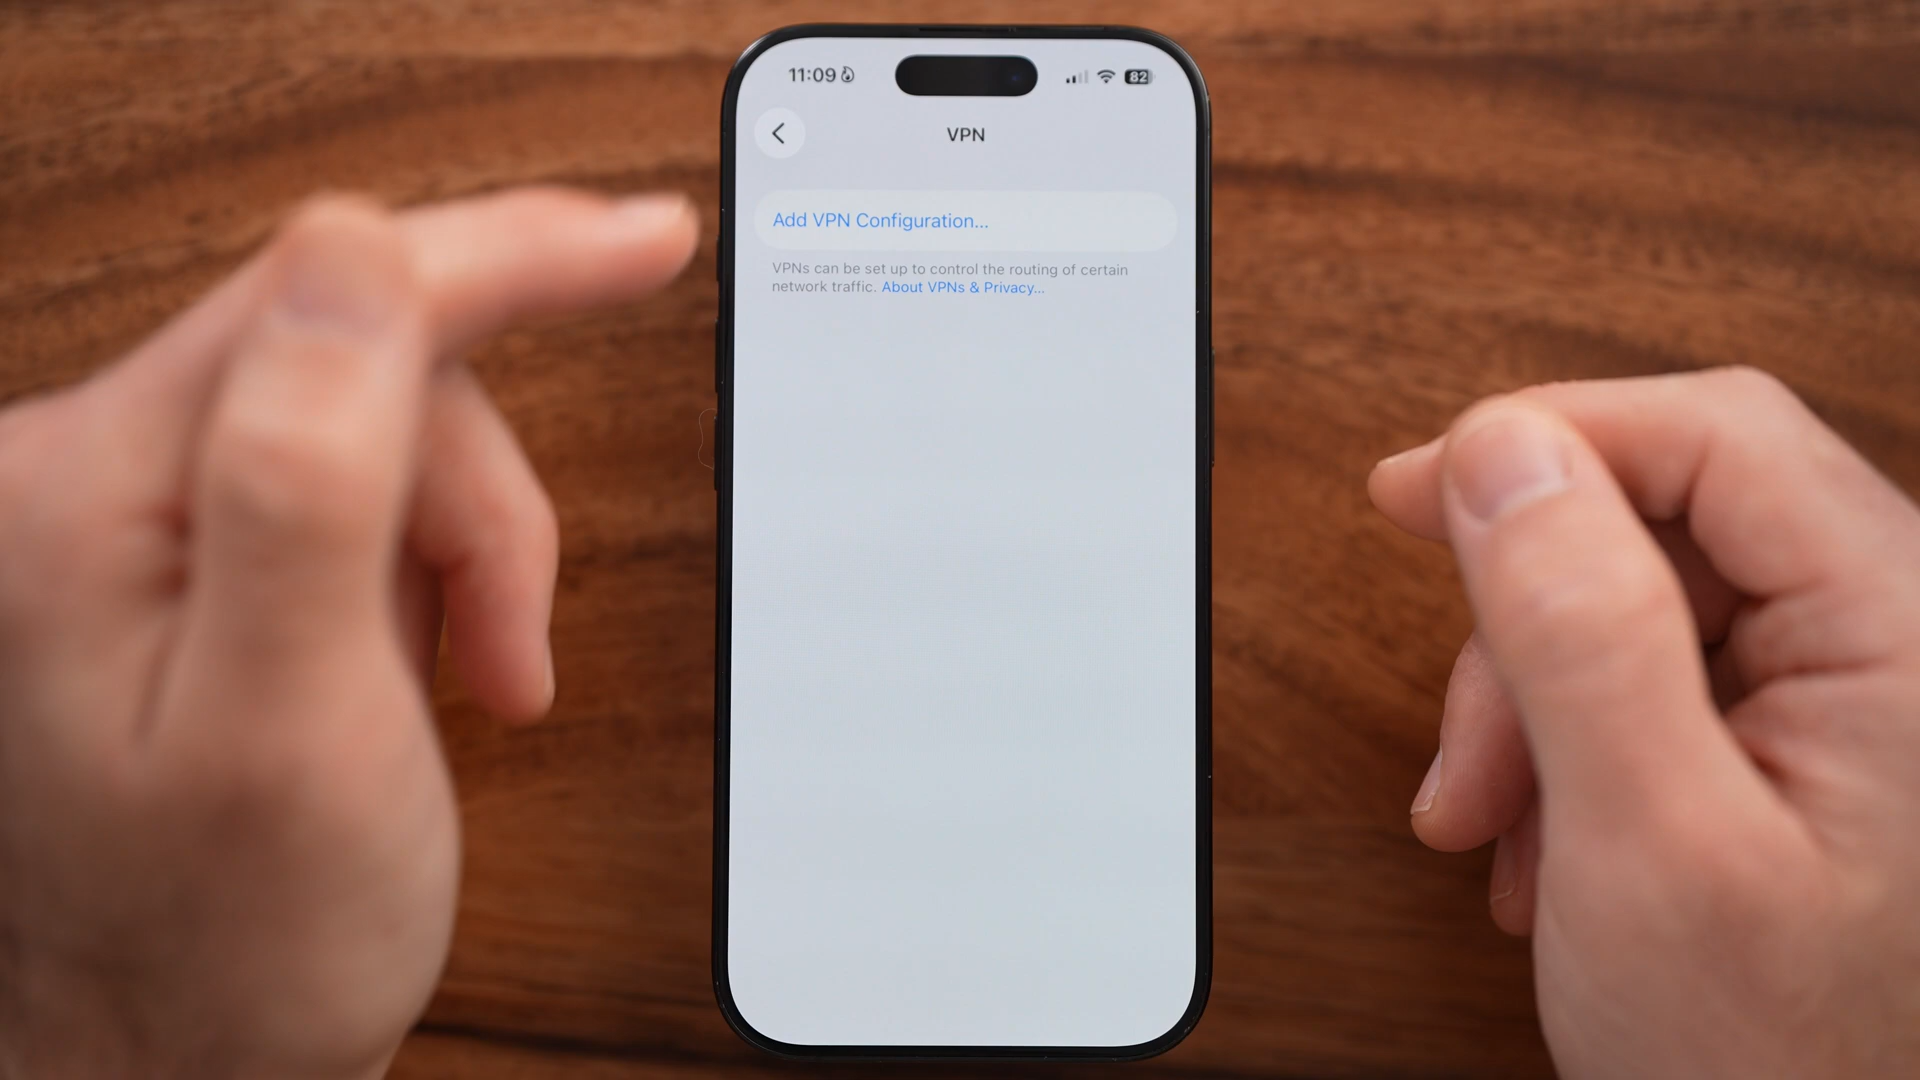 11:09
82
VPN
Add VPN Configuration...
VPNs can be set up to control the routing of certain
network traffic. About VPNs & Privacy...